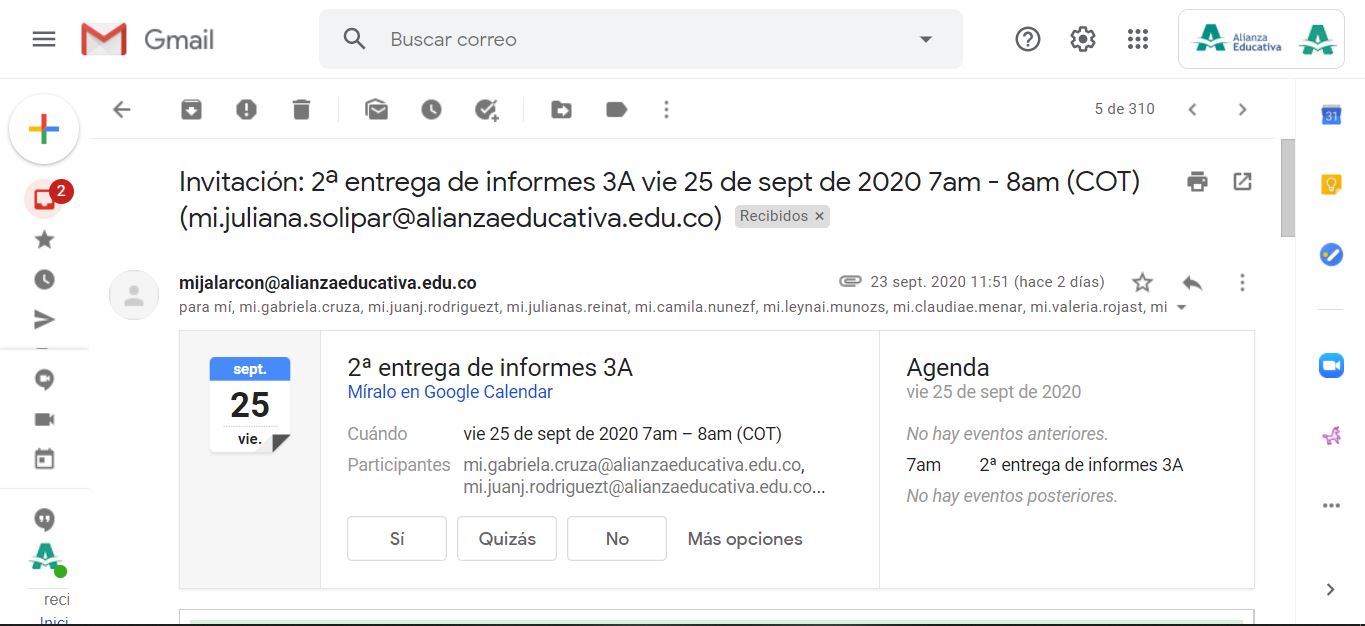 Gmail
Buscar correo
Alianza
Educativa
5 de 310
31
2
Invitación: 2ª entrega de informes 3A vie 25 de sept de 2020 7am - 8am (COT)
(mi.juliana.solipar@alianzaeducativa.edu.co) Recibidos ×
mijalarcon@alianzaeducativa.edu.co
23 sept. 2020 11:51 (hace 2 días)
para mí, mi.gabriela.cruza, mi.juanj.rodriguezt, mi.julianas.reinat, mi.camila.nunezf, mi.leynai.munozs, mi.claudiae.menar, mi.valeria.rojast, mi
sept.
25
vie.
2ª entrega de informes 3A
Míralo en Google Calendar
Cuándo vie 25 de sept de 2020 7am – 8am (COT)
Participantes mi.gabriela.cruza@alianzaeducativa.edu.co,
mi.juanj.rodriguezt@alianzaeducativa.edu.co...
Sí Quizás No Más opciones
Agenda
vie 25 de sept de 2020
No hay eventos anteriores.
7am 2ª entrega de informes 3A
No hay eventos posteriores.
reci
Inici